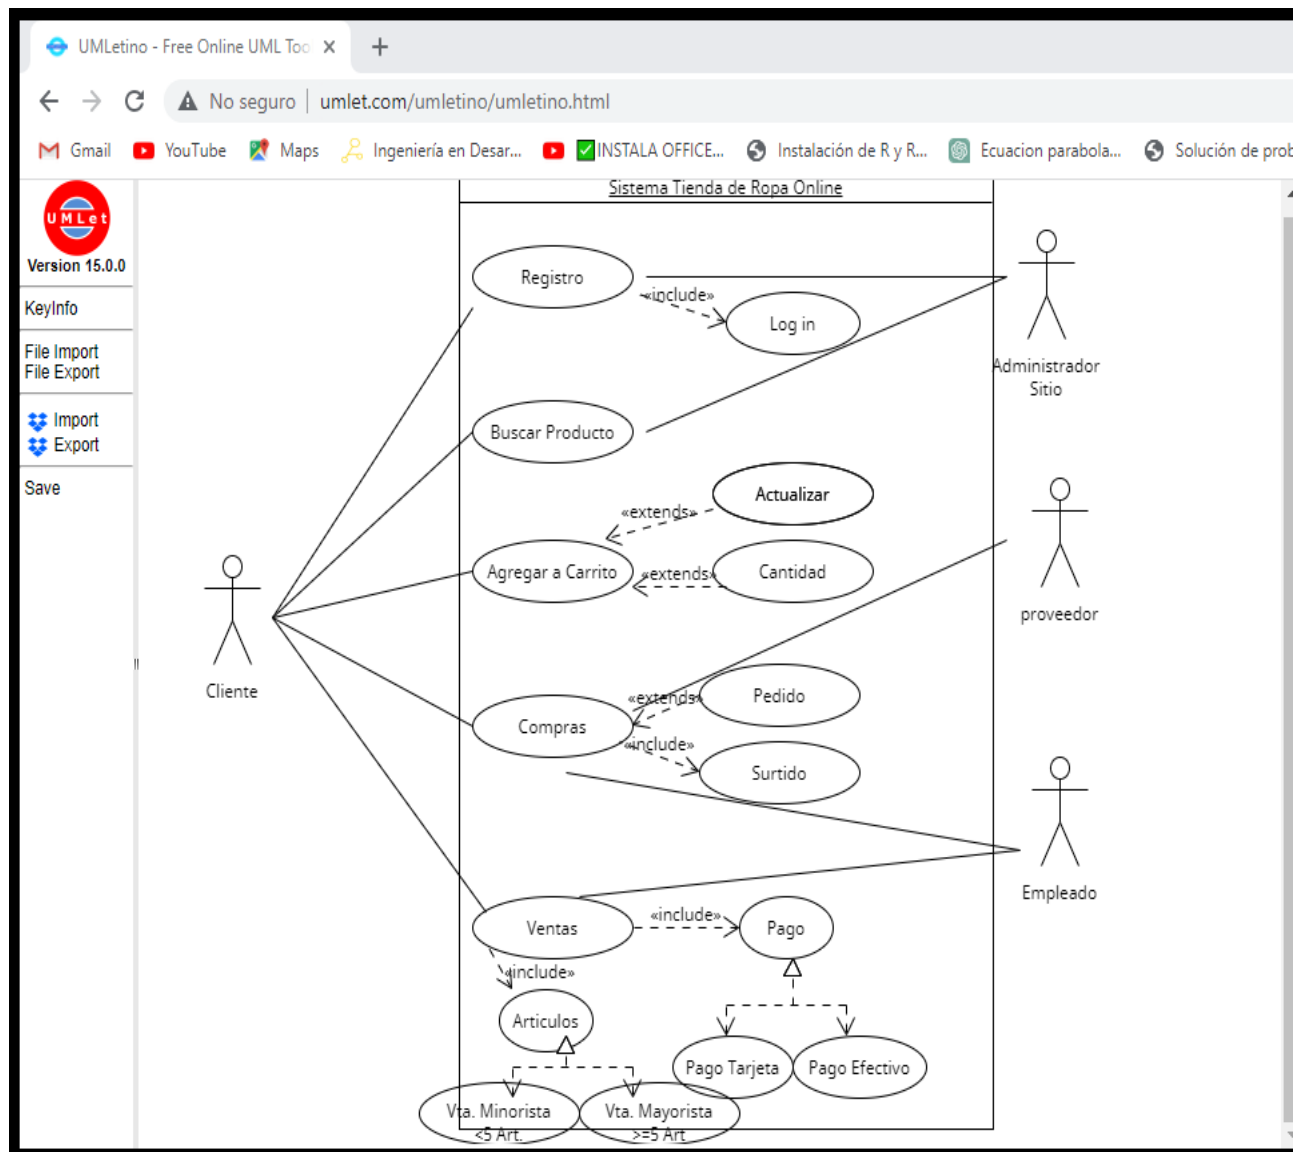 UMLetino - Free Online UML Too
No seguro
umlet.com/umletino/umletino.html
Gmail
YouTube
Maps
Ingeniería en Desar...
INSTALA OFFICE...
Instalación de R y R...
Ecuacion parabola...
Solución de prob
UMLet
Version 15.0.0
KeyInfo
File Import
File Export
Import
Export
Save
Sistema Tienda de Ropa Online
Registro
«include»
Log in
Administrador
Sitio
Buscar Producto
Actualizar
«extends»
Agregar a Carrito
«extends»
Cantidad
proveedor
Cliente
«extends»
Pedido
Compras
«include»
Surtido
Empleado
Ventas
«include»
Pago
«include»
Articulos
Pago Tarjeta
Pago Efectivo
Vta. Minorista
<5 Art.
Vta. Mayorista
>=5 Art